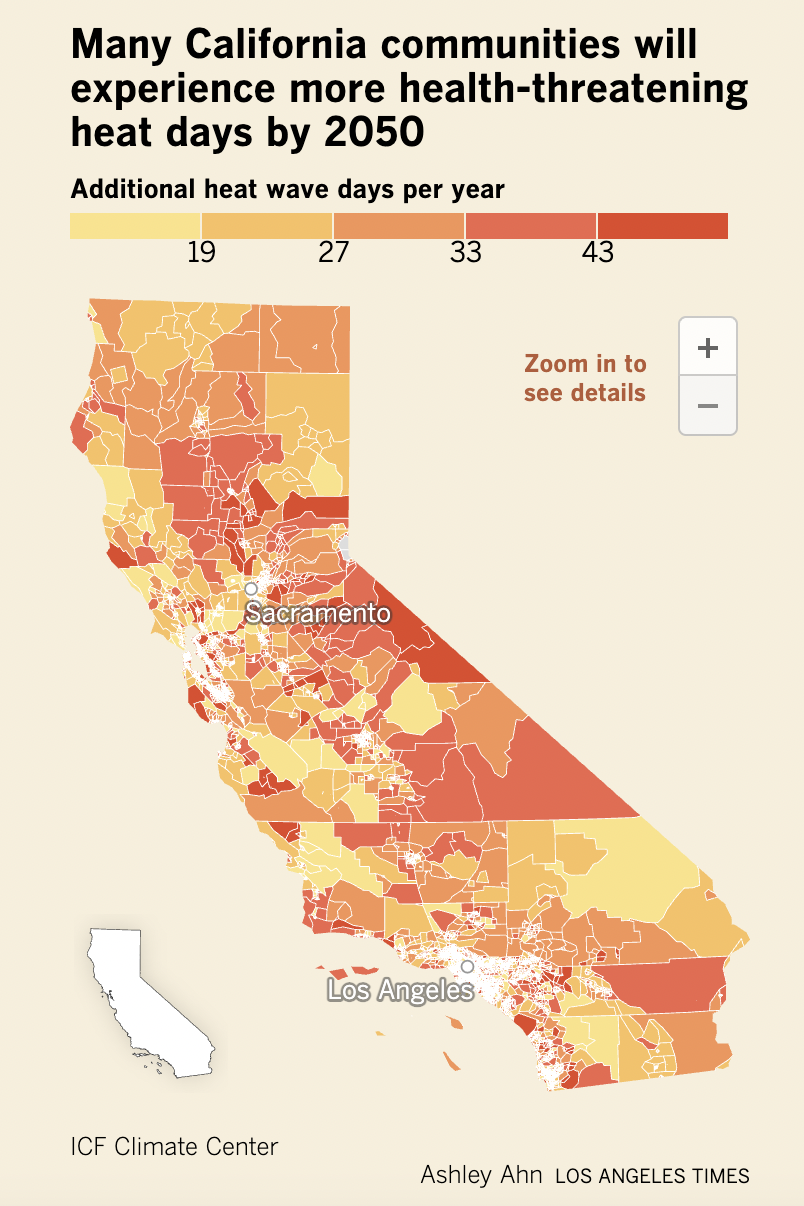 Many California communities will
experience more health-threatening
heat days by 2050
Additional heat wave days per year
19 27 33 43
Zoom in to
see details
+
−
Sacramento
Los Angeles
ICF Climate Center
Ashley Ahn LOS ANGELES TIMES